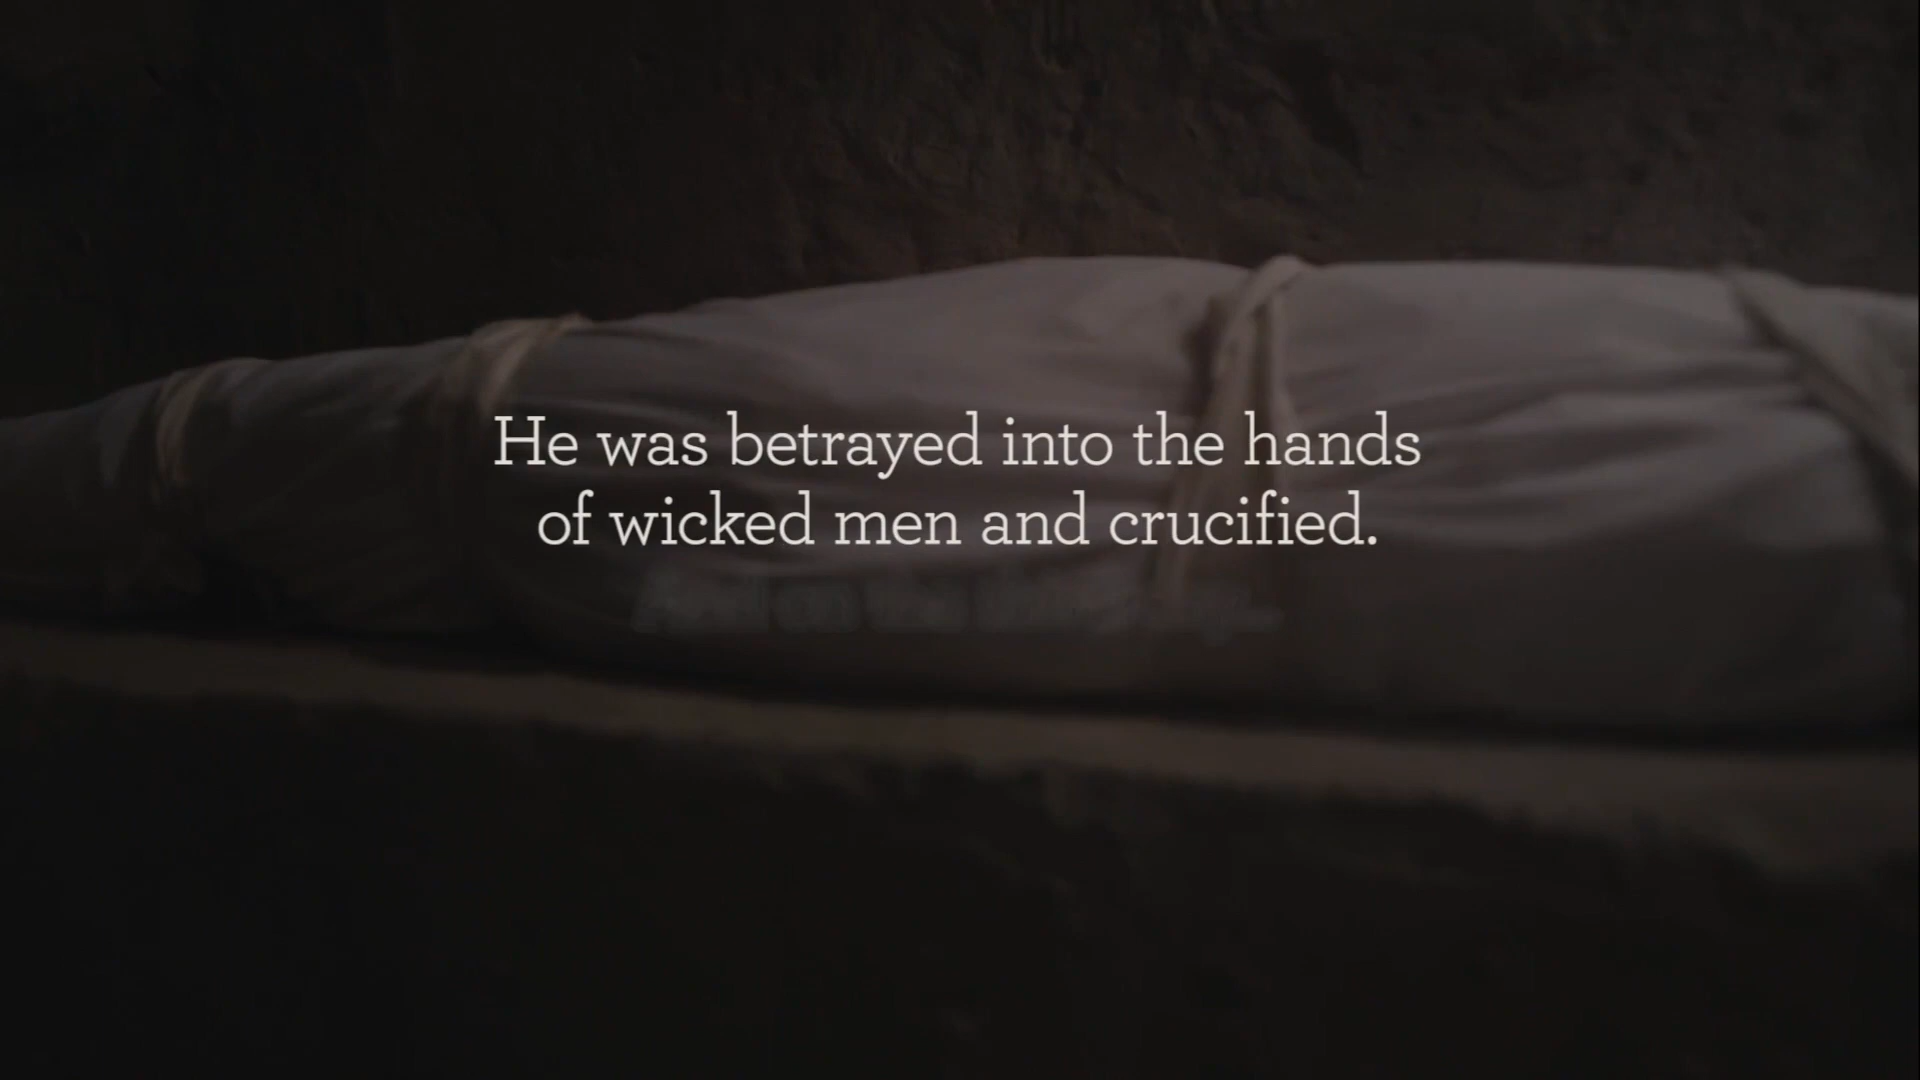 He was betrayed into the hands
of wicked men and crucified.